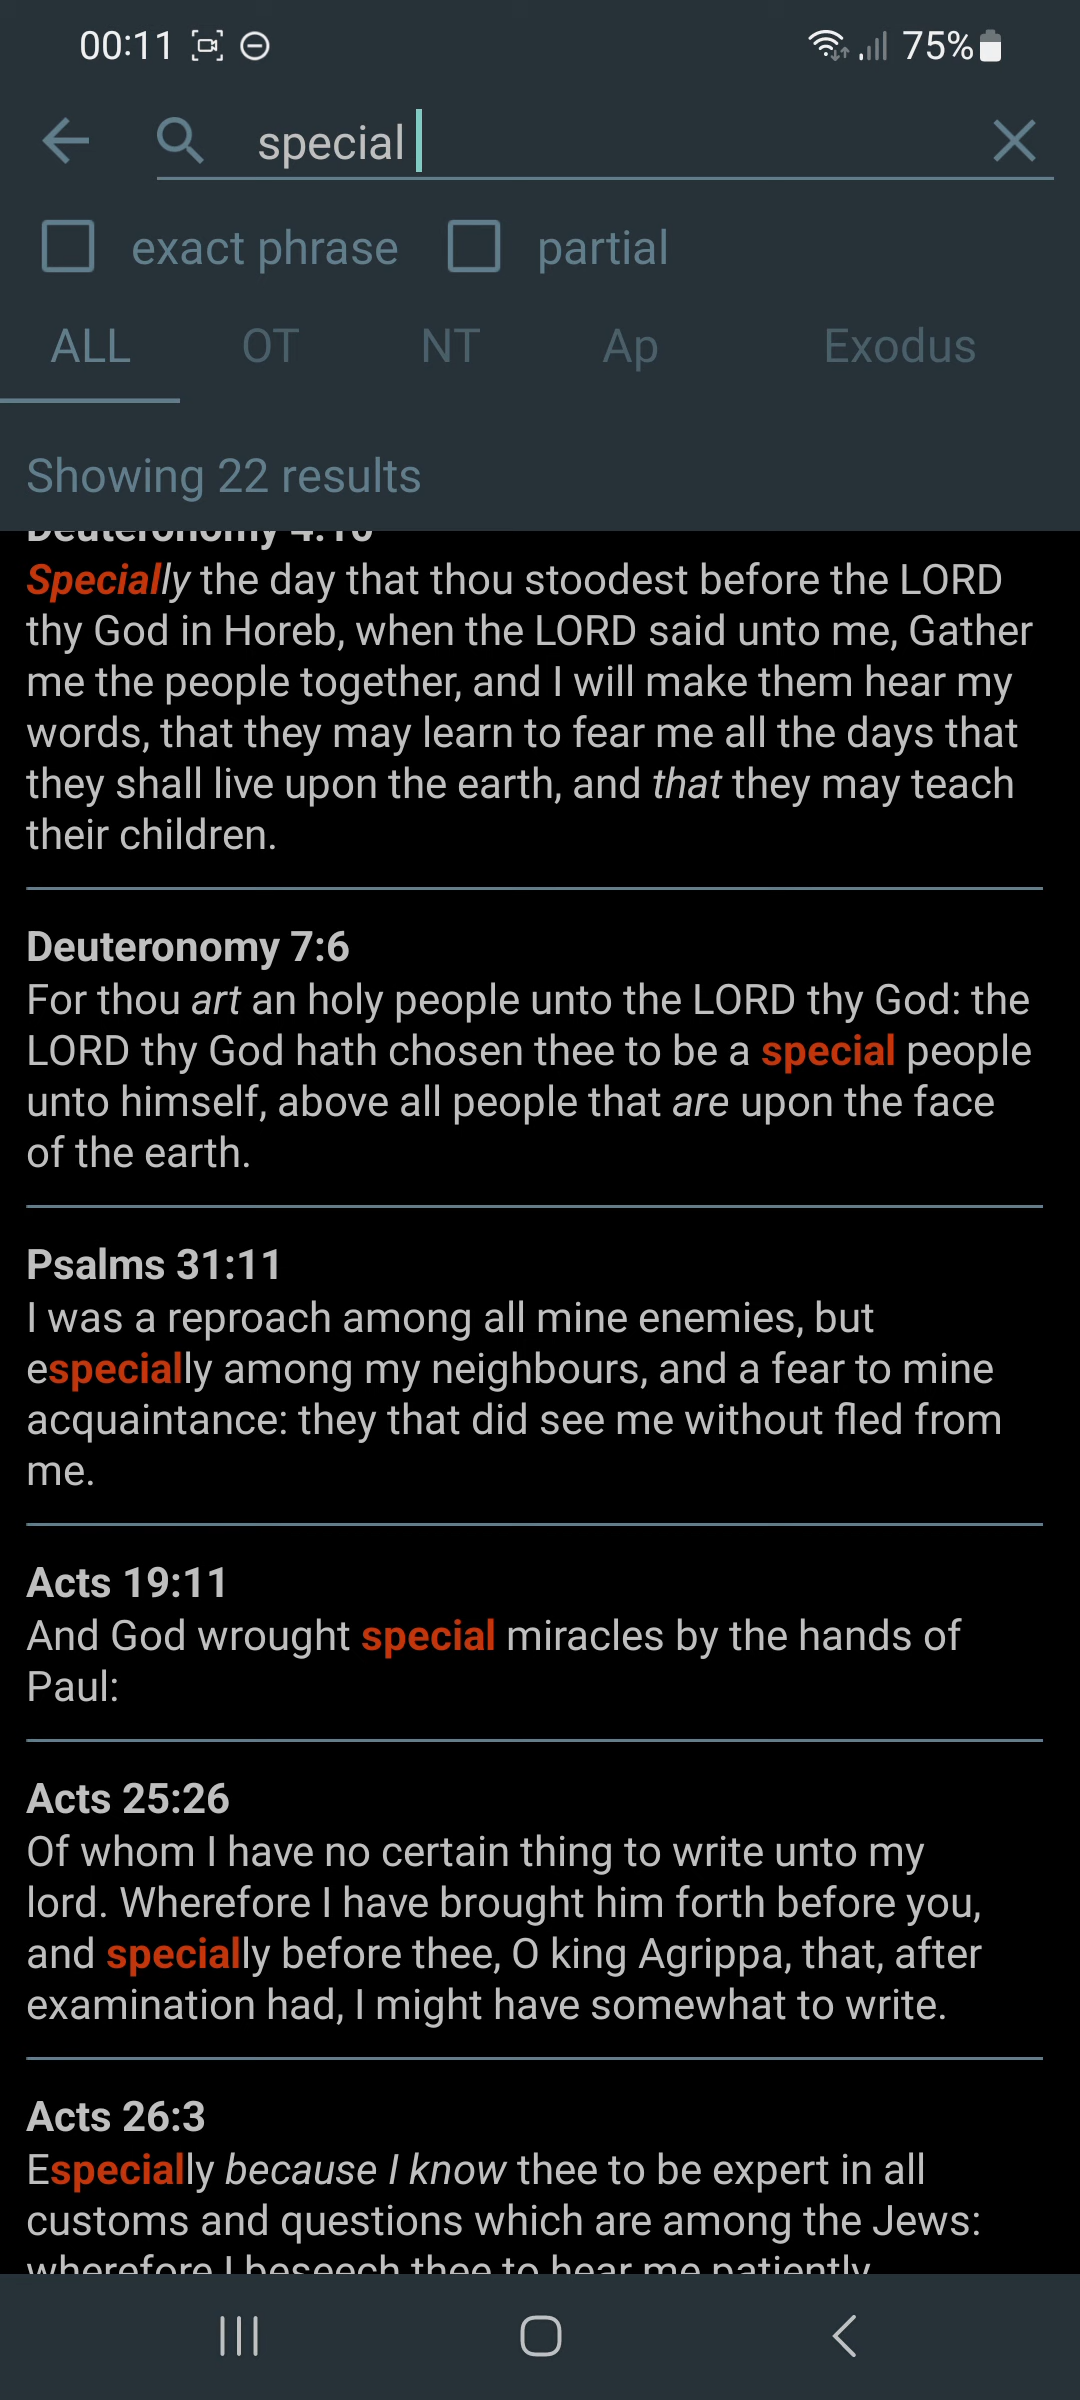 00:11 75%
special
exact phrase partial
ALL OT NT Ap Exodus
Showing 22 results
Deuteronomy 4:10
Specially the day that thou stoodest before the LORD
thy God in Horeb, when the LORD said unto me, Gather
me the people together, and I will make them hear my
words, that they may learn to fear me all the days that
they shall live upon the earth, and that they may teach
their children.
Deuteronomy 7:6
For thou art an holy people unto the LORD thy God: the
LORD thy God hath chosen thee to be a special people
unto himself, above all people that are upon the face
of the earth.
Psalms 31:11
I was a reproach among all mine enemies, but
especially among my neighbours, and a fear to mine
acquaintance: they that did see me without fled from
me.
Acts 19:11
And God wrought special miracles by the hands of
Paul:
Acts 25:26
Of whom I have no certain thing to write unto my
lord. Wherefore I have brought him forth before you,
and specially before thee, O king Agrippa, that, after
examination had, I might have somewhat to write.
Acts 26:3
Especially because I know thee to be expert in all
customs and questions which are among the Jews:
wherefore I beseech thee to hear me patiently.